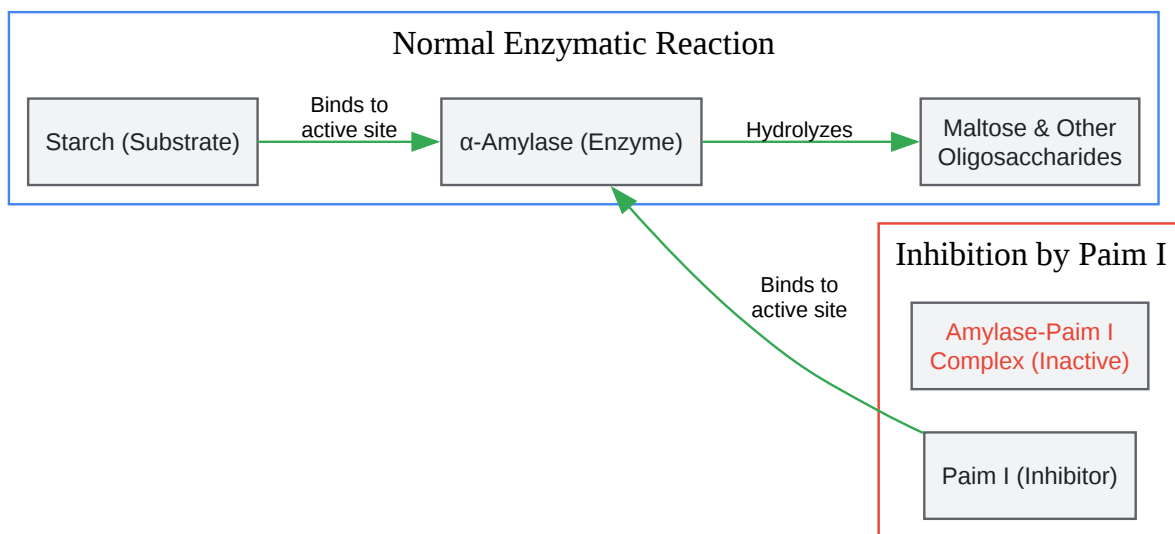 Normal Enzymatic Reaction
Starch (Substrate)
Binds to
active site
α-Amylase (Enzyme)
Hydrolyzes
Maltose & Other
Oligosaccharides
Inhibition by Paim I
Binds to
active site
Amylase-Paim I
Complex (Inactive)
Paim I (Inhibitor)